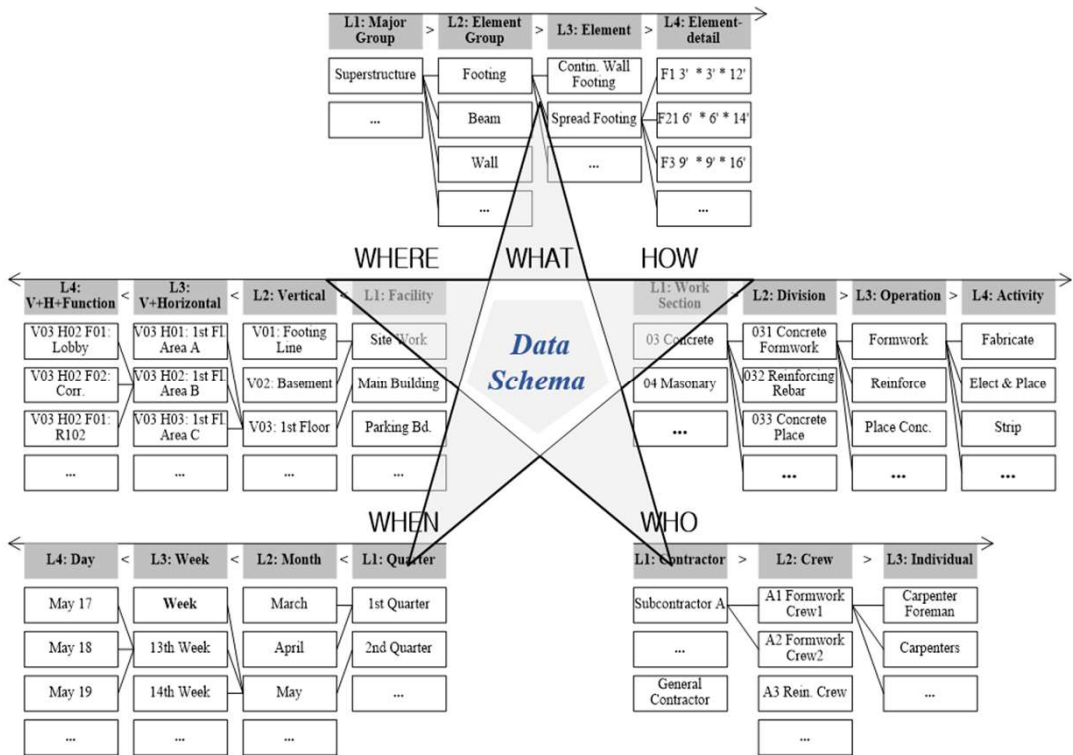 L1: Major
Group
>
L2: Element
Group
>
L3: Element
>
L4: Element-
detail
Superstructure
...
Footing
Beam
Wall
...
Contin. Wall
Footing
Spread Footing
...
F1 3' * 3' * 12'
F21 6' * 6' * 14'
F3 9' * 9' * 16'
...
WHERE
WHAT
HOW
L4:
V+H+Function
<
L3:
V+Horizontal
<
L2: Vertical
<
L1: Facility
V03 H02 F01:
Lobby
V03 H02 F02:
Corr.
V03 H02 F01:
R102
...
V03 H01: 1st Fl.
Area A
V03 H02: 1st Fl.
Area B
V03 H03: 1st Fl.
Area C
...
V01: Footing
Line
V02: Basement
V03: 1st Floor
...
Site Work
Main Building
Parking Bd.
...
Data
Schema
L1: Work
Section
>
L2: Division
>
L3: Operation
>
L4: Activity
03 Concrete
04 Masonary
...
031 Concrete
Formwork
032 Reinforcing
Rebar
033 Concrete
Place
...
Formwork
Reinforce
Place Conc.
...
Fabricate
Elect & Place
Strip
...
WHEN
WHO
L4: Day
<
L3: Week
<
L2: Month
<
L1: Quarter
May 17
May 18
May 19
...
Week
13th Week
14th Week
...
March
April
May
...
1st Quarter
2nd Quarter
...
L1: Contractor
>
L2: Crew
>
L3: Individual
Subcontractor A
...
General
Contractor
A1 Formwork
Crew1
A2 Formwork
Crew2
A3 Rein. Crew
...
Carpenter
Foreman
Carpenters
...